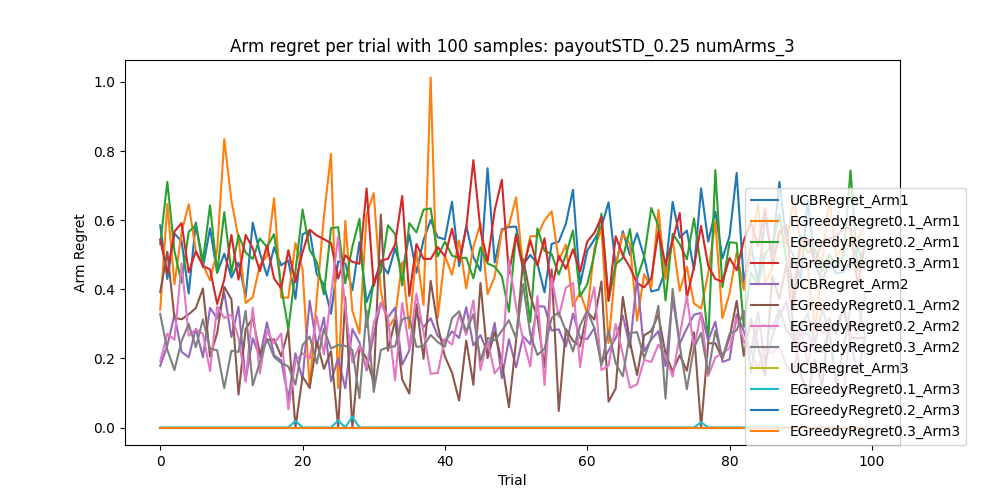 Arm regret per trial with 100 samples: payoutSTD_0.25 numArms_3
1.0
0.8
0.6
0.4
0.2
0.0
Arm Regret
0
20
40
60
80
100
Trial
UCBRegret_Arm1
EGreedyRegret0.1_Arm1
EGreedyRegret0.2_Arm1
EGreedyRegret0.3_Arm1
UCBRegret_Arm2
EGreedyRegret0.1_Arm2
EGreedyRegret0.2_Arm2
EGreedyRegret0.3_Arm2
UCBRegret_Arm3
EGreedyRegret0.1_Arm3
EGreedyRegret0.2_Arm3
EGreedyRegret0.3_Arm3